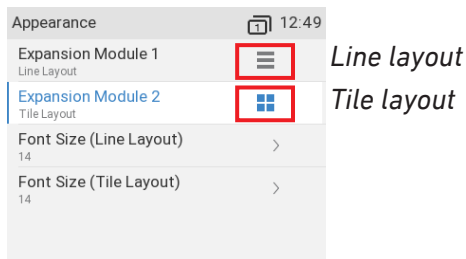 Appearance 1 12:49
Expansion Module 1
Line Layout
Line layout
Expansion Module 2
Tile Layout
Tile layout
Font Size (Line Layout)
14
Font Size (Tile Layout)
14